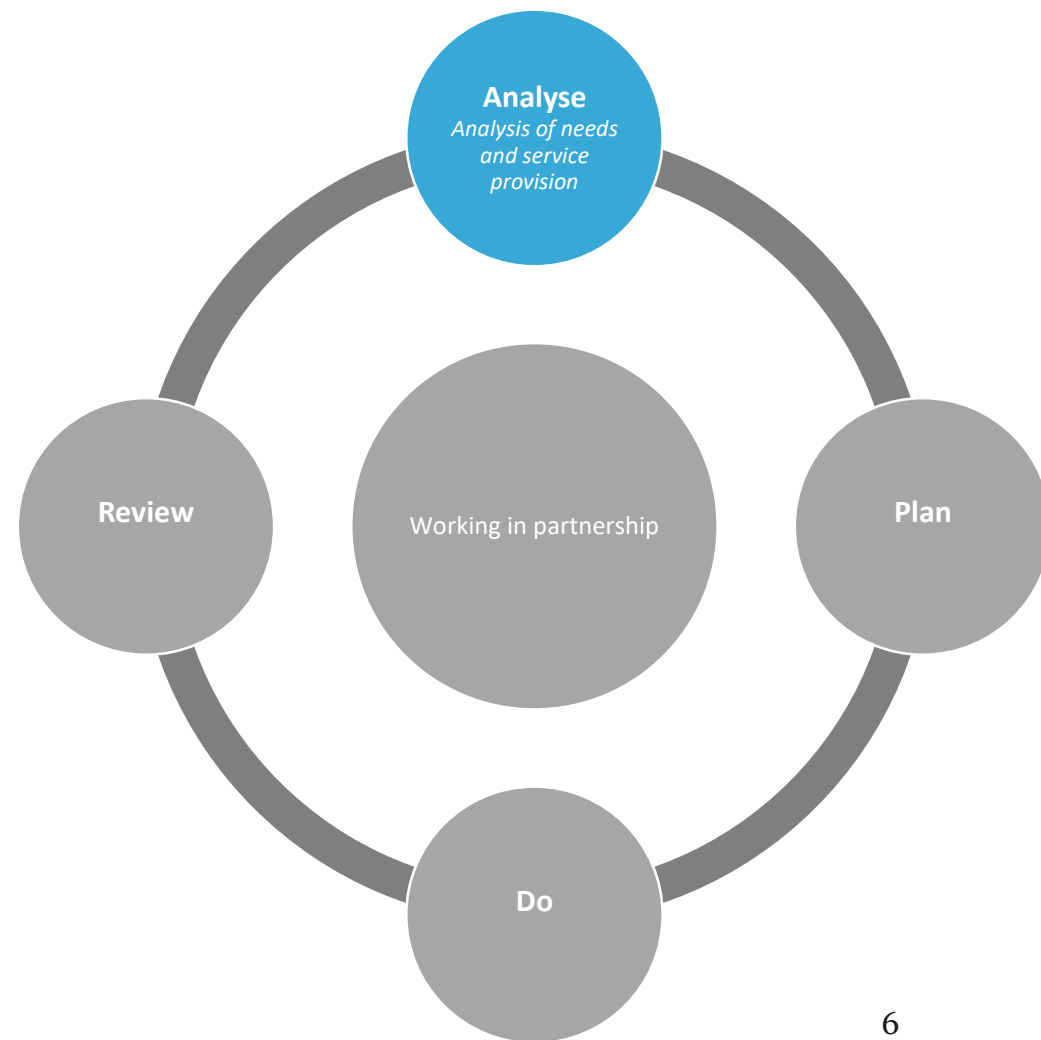 Analyse
Analysis of needs
and service
provision
Review
Working in partnership
Plan
Do
6